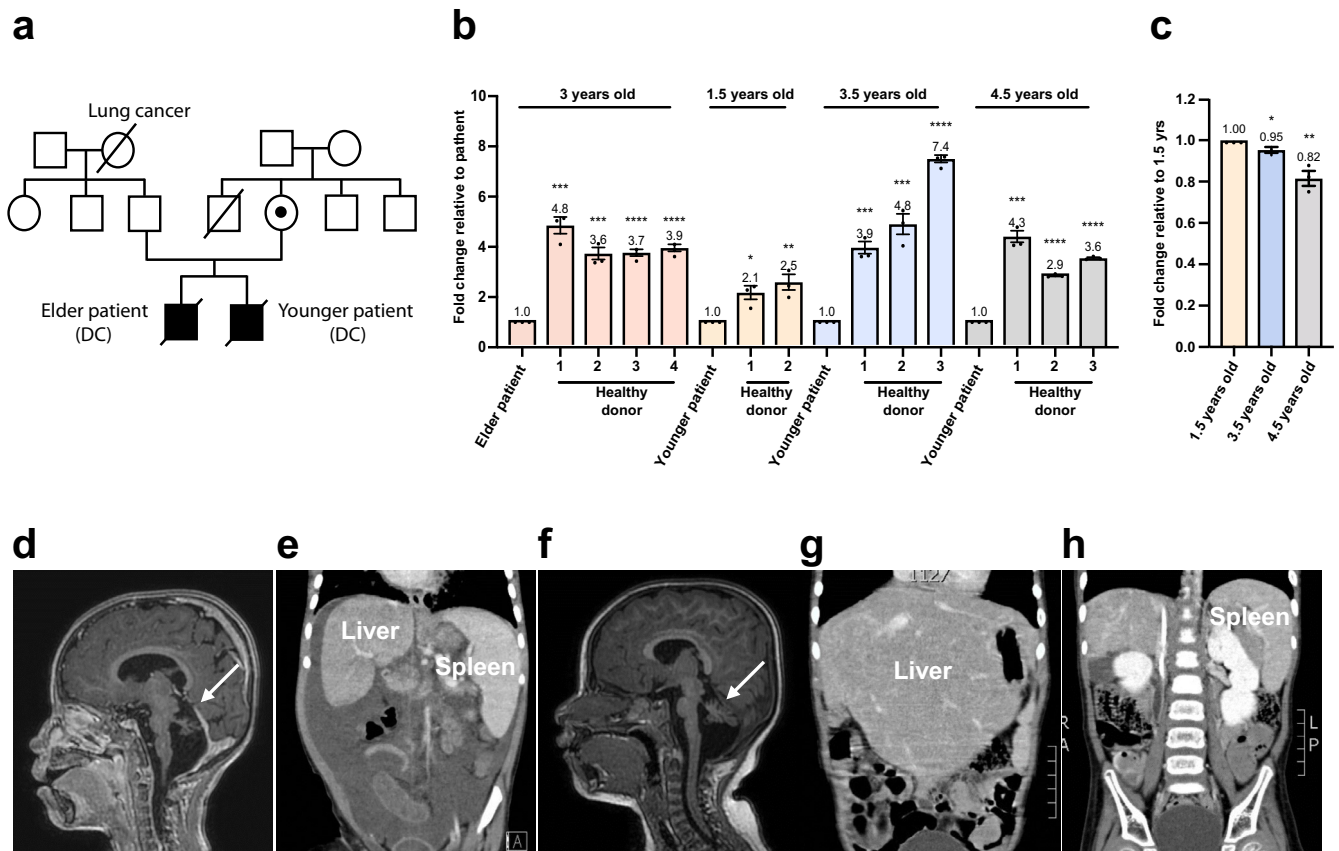 a
Lung cancer
Elder patient
(DC)
Younger patient
(DC)
b
Fold change relative to pathent
10
8
6
4
2
0
3 years old
1.5 years old
3.5 years old
4.5 years old
1.0
***
4.8
***
3.6
****
3.7
****
3.9
1.0
*
2.1
**
2.5
1.0
***
3.9
***
4.8
****
7.4
1.0
***
4.3
****
2.9
****
3.6
Elder patient
1 2 3 4
Healthy
donor
Younger patient
1 2
Healthy
donor
Younger patient
1 2 3
Healthy
donor
Younger patient
1 2 3
Healthy
donor
c
Fold change relative to 1.5 yrs
1.2
1.0
0.8
0.6
0.4
0.2
0.0
1.00
*
0.95
**
0.82
1.5 years old
3.5 years old
4.5 years old
d
e
Liver
Spleen
A
f
g
1127
Liver
R
A
h
Spleen
L
P